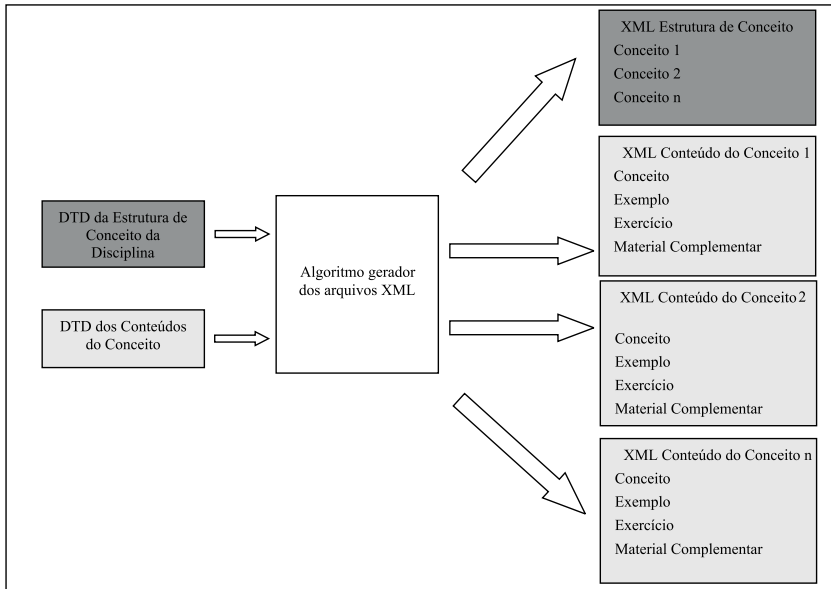 DTD da Estrutura de
Conceito da
Disciplina
DTD dos Conteúdos
do Conceito
Algoritmo gerador
dos arquivos XML
XML Estrutura de Conceito
Conceito 1
Conceito 2
Conceito n
XML Conteúdo do Conceito 1
Conceito
Exemplo
Exercício
Material Complementar
XML Conteúdo do Conceito 2
Conceito
Exemplo
Exercício
Material Complementar
XML Conteúdo do Conceito n
Conceito
Exemplo
Exercício
Material Complementar